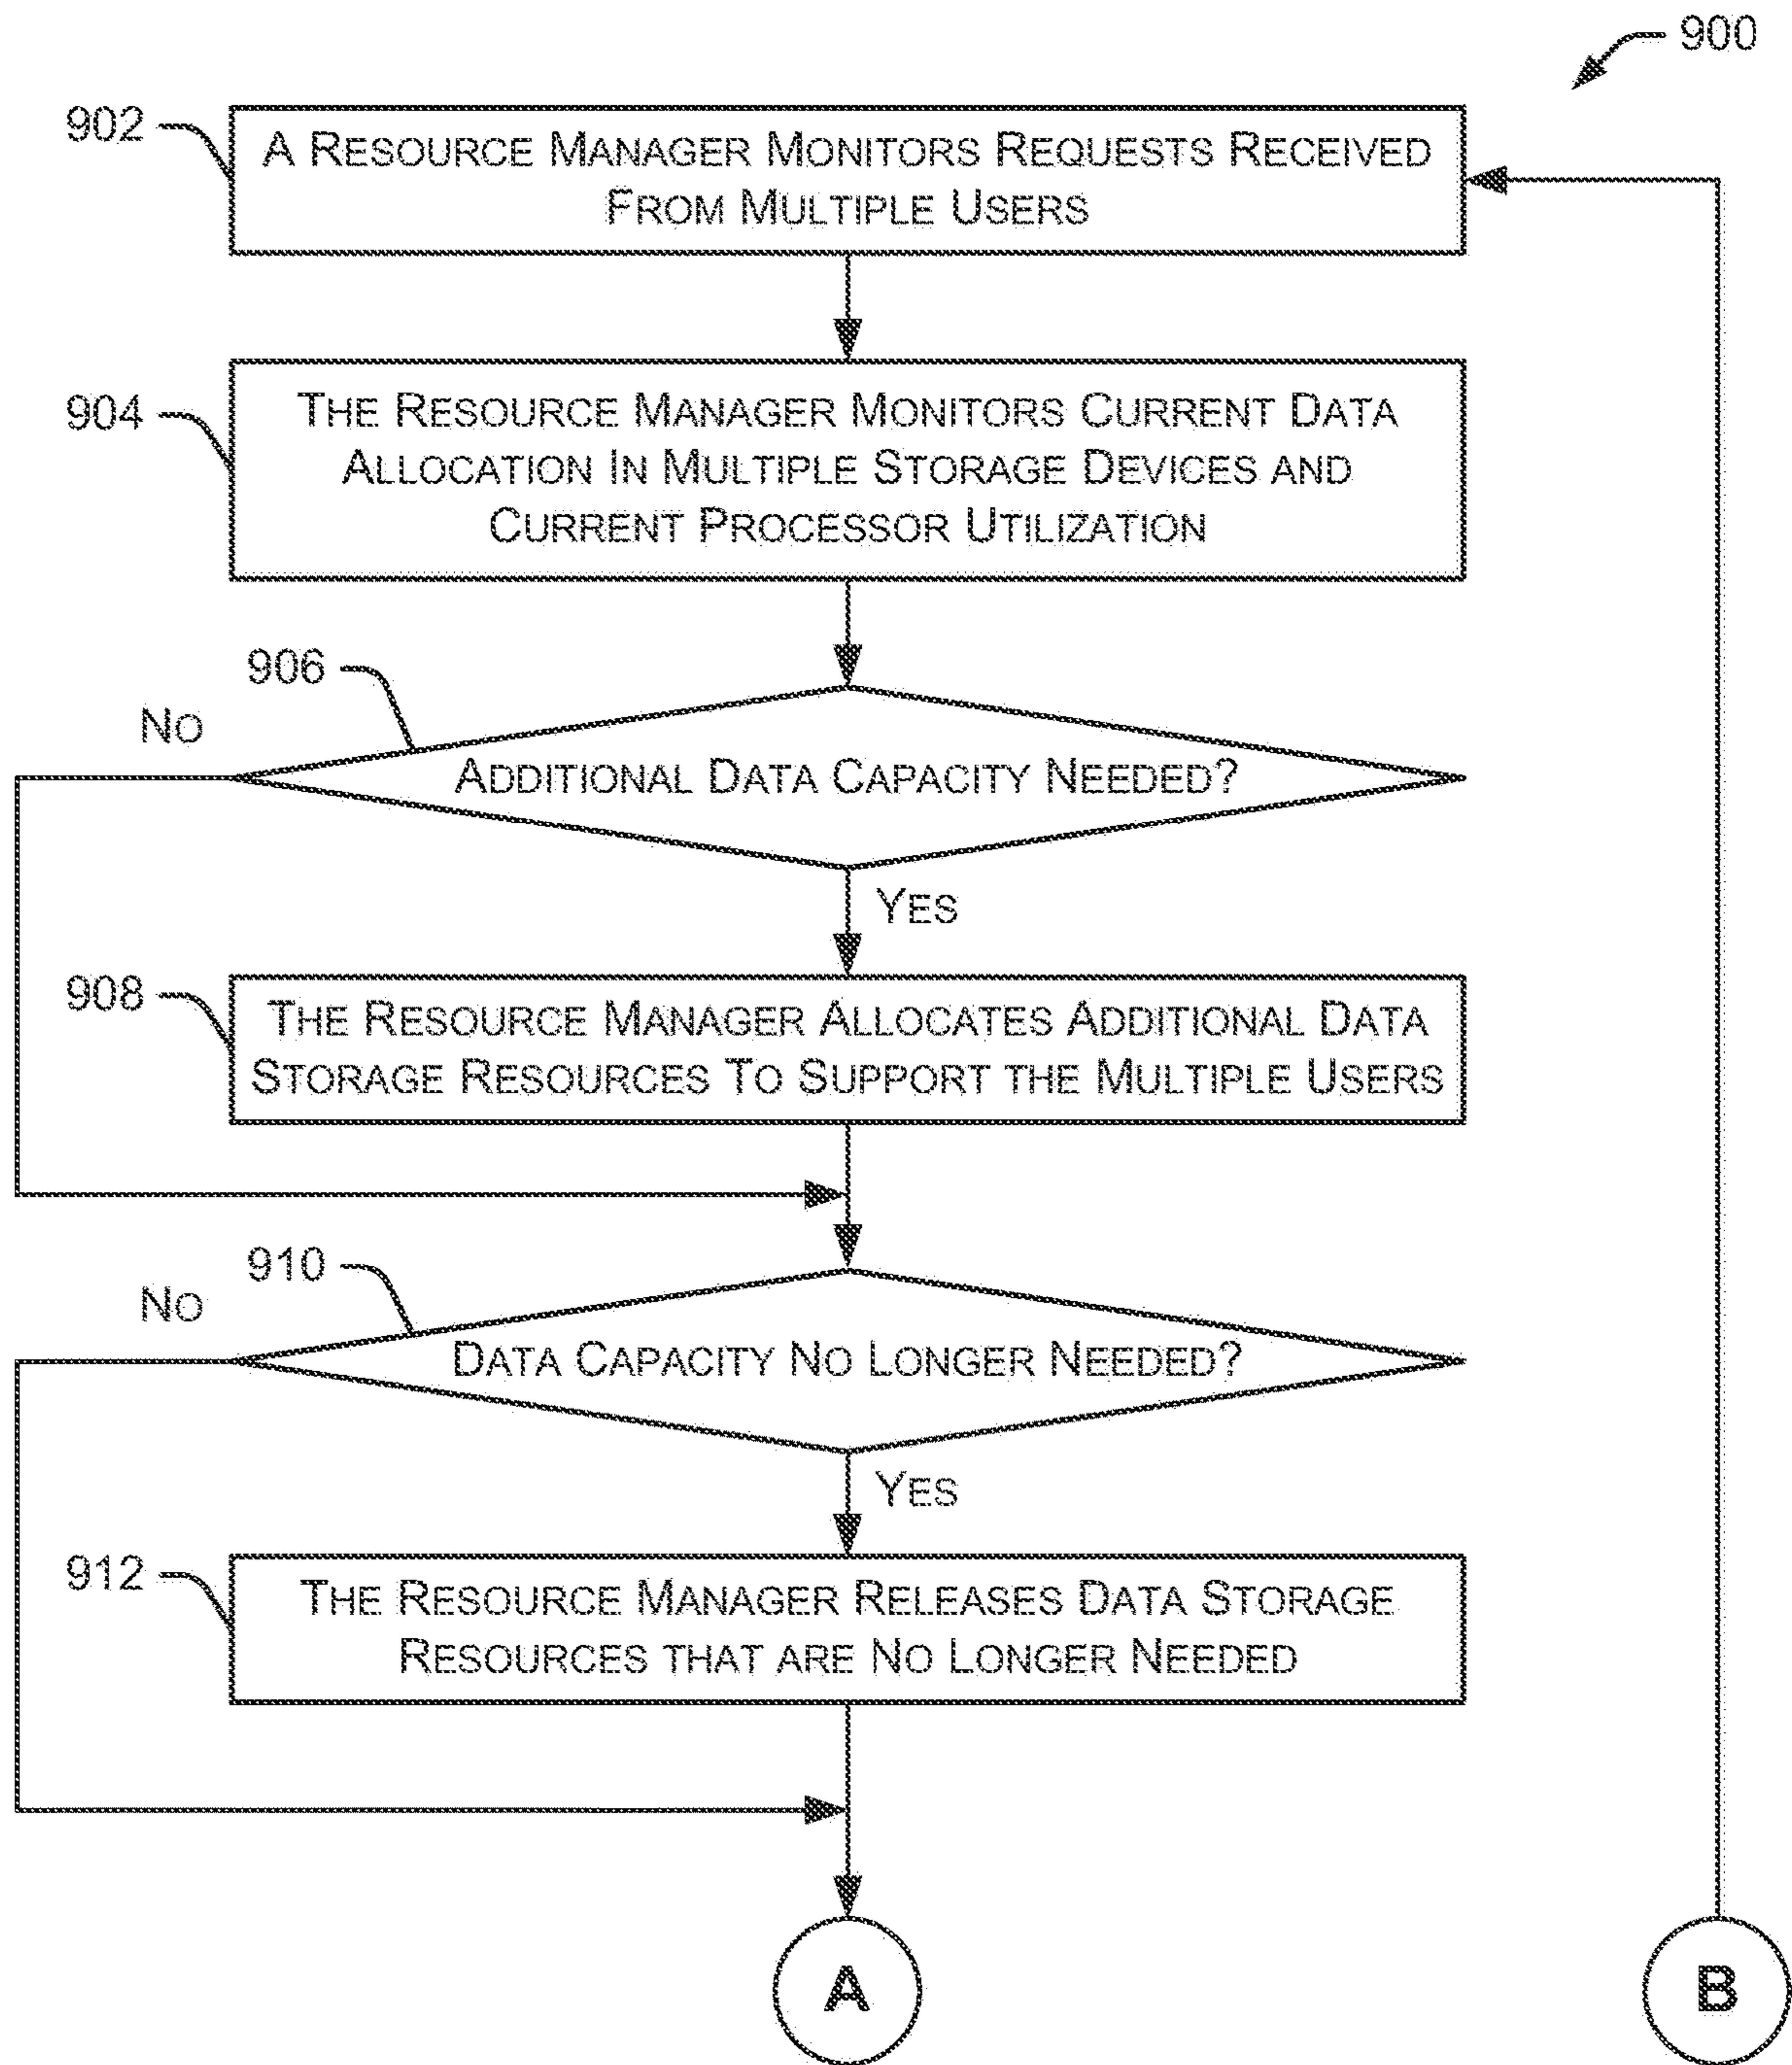 900
902
A RESOURCE MANAGER MONITORS REQUESTS RECEIVED
FROM MULTIPLE USERS
904
THE RESOURCE MANAGER MONITORS CURRENT DATA
ALLOCATION IN MULTIPLE STORAGE DEVICES AND
CURRENT PROCESSOR UTILIZATION
906
NO
ADDITIONAL DATA CAPACITY NEEDED?
YES
908
THE RESOURCE MANAGER ALLOCATES ADDITIONAL DATA
STORAGE RESOURCES TO SUPPORT THE MULTIPLE USERS
910
NO
DATA CAPACITY NO LONGER NEEDED?
YES
912
THE RESOURCE MANAGER RELEASES DATA STORAGE
RESOURCES THAT ARE NO LONGER NEEDED
A
B